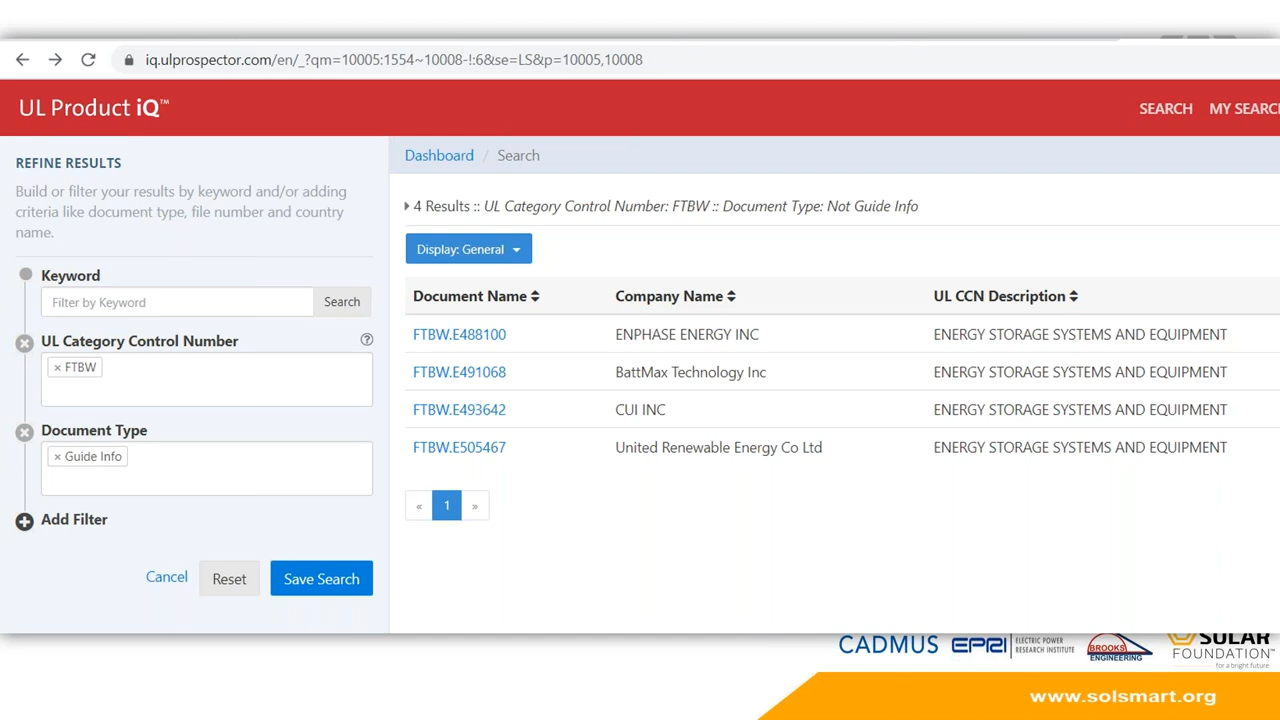 iq.ulprospector.com/en/_?qm=10005:1554~10008-!:6&se=LS&p=10005,10008
UL Product iQ™
SEARCH MY SEARC
REFINE RESULTS
Build or filter your results by keyword and/or adding
criteria like document type, file number and country
name.
Keyword
Filter by Keyword Search
UL Category Control Number
× FTBW
Document Type
× Guide Info
Add Filter
Cancel Reset Save Search
Dashboard / Search
4 Results :: UL Category Control Number: FTBW :: Document Type: Not Guide Info
Display: General
Document Name Company Name UL CCN Description
FTBW.E488100 ENPHASE ENERGY INC ENERGY STORAGE SYSTEMS AND EQUIPMENT
FTBW.E491068 BattMax Technology Inc ENERGY STORAGE SYSTEMS AND EQUIPMENT
FTBW.E493642 CUI INC ENERGY STORAGE SYSTEMS AND EQUIPMENT
FTBW.E505467 United Renewable Energy Co Ltd ENERGY STORAGE SYSTEMS AND EQUIPMENT
« 1 »
CADMUS
EPRI
ELECTRIC POWER
RESEARCH INSTITUTE
BROOKS
ENGINEERING
SOLAR
FOUNDATION™
for a bright future
www.solsmart.org